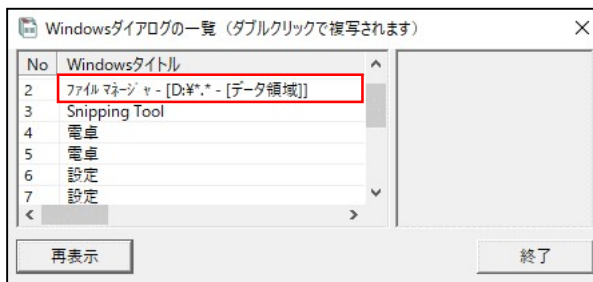 Windowsダイアログの一覧（ダブルクリックで複写されます）
No Windowsタイトル
2 ﾌｧｲﾙ ﾏﾈｰｼﾞｬ - [D:¥*.* - [データ領域]]
3 Snipping Tool
4 電卓
5 電卓
6 設定
7 設定
再表示 終了